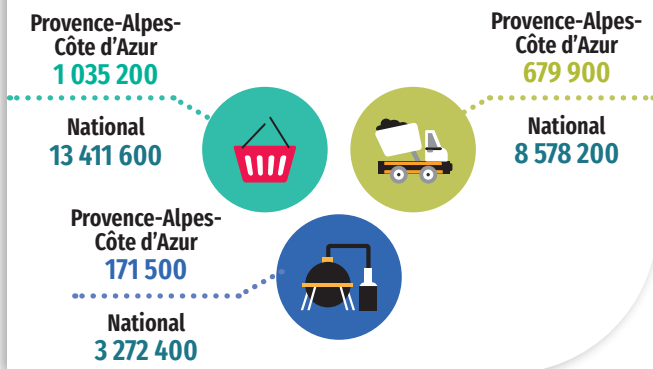 Provence-Alpes-
Côte d’Azur
1 035 200
National
13 411 600
Provence-Alpes-
Côte d’Azur
679 900
National
8 578 200
Provence-Alpes-
Côte d’Azur
171 500
National
3 272 400